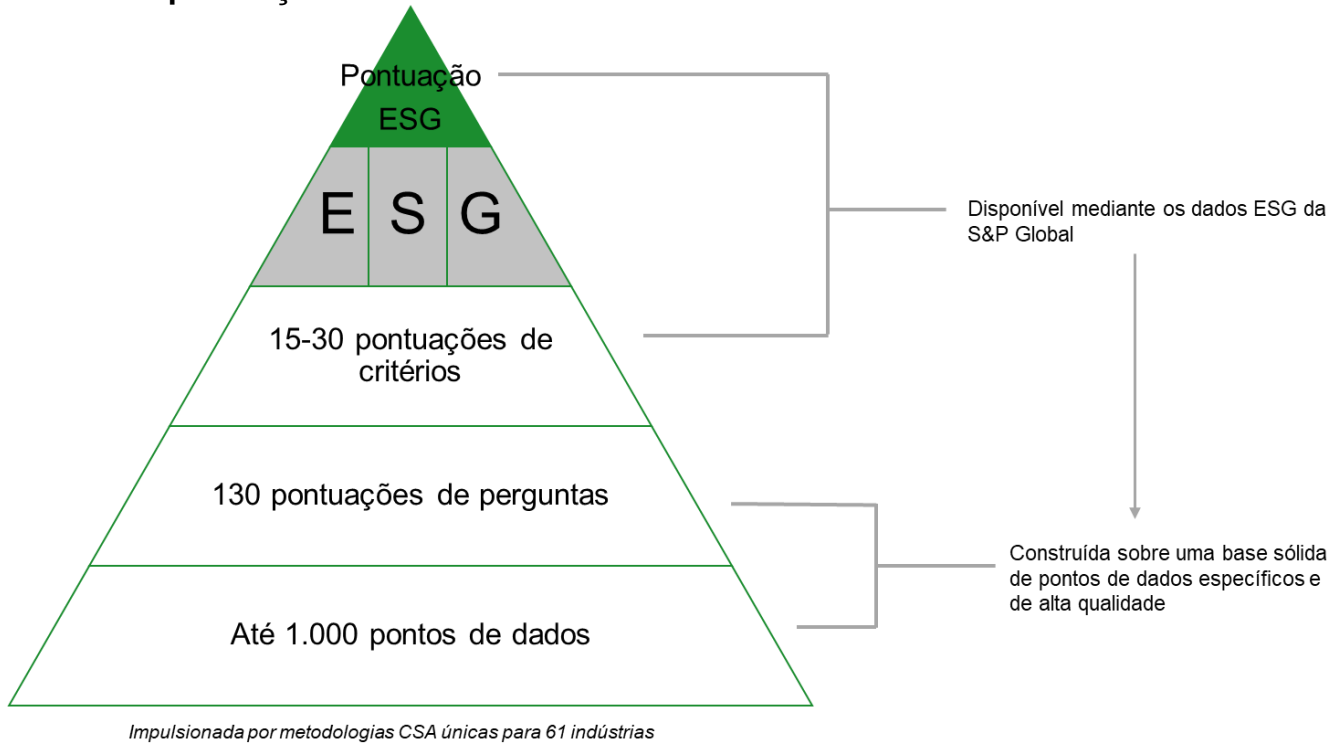 Pontuação
ESG
E S G
15-30 pontuações de
critérios
130 pontuações de perguntas
Até 1.000 pontos de dados
Impulsionada por metodologias CSA únicas para 61 indústrias
Disponível mediante os dados ESG da
S&P Global
Construída sobre uma base sólida
de pontos de dados específicos e
de alta qualidade